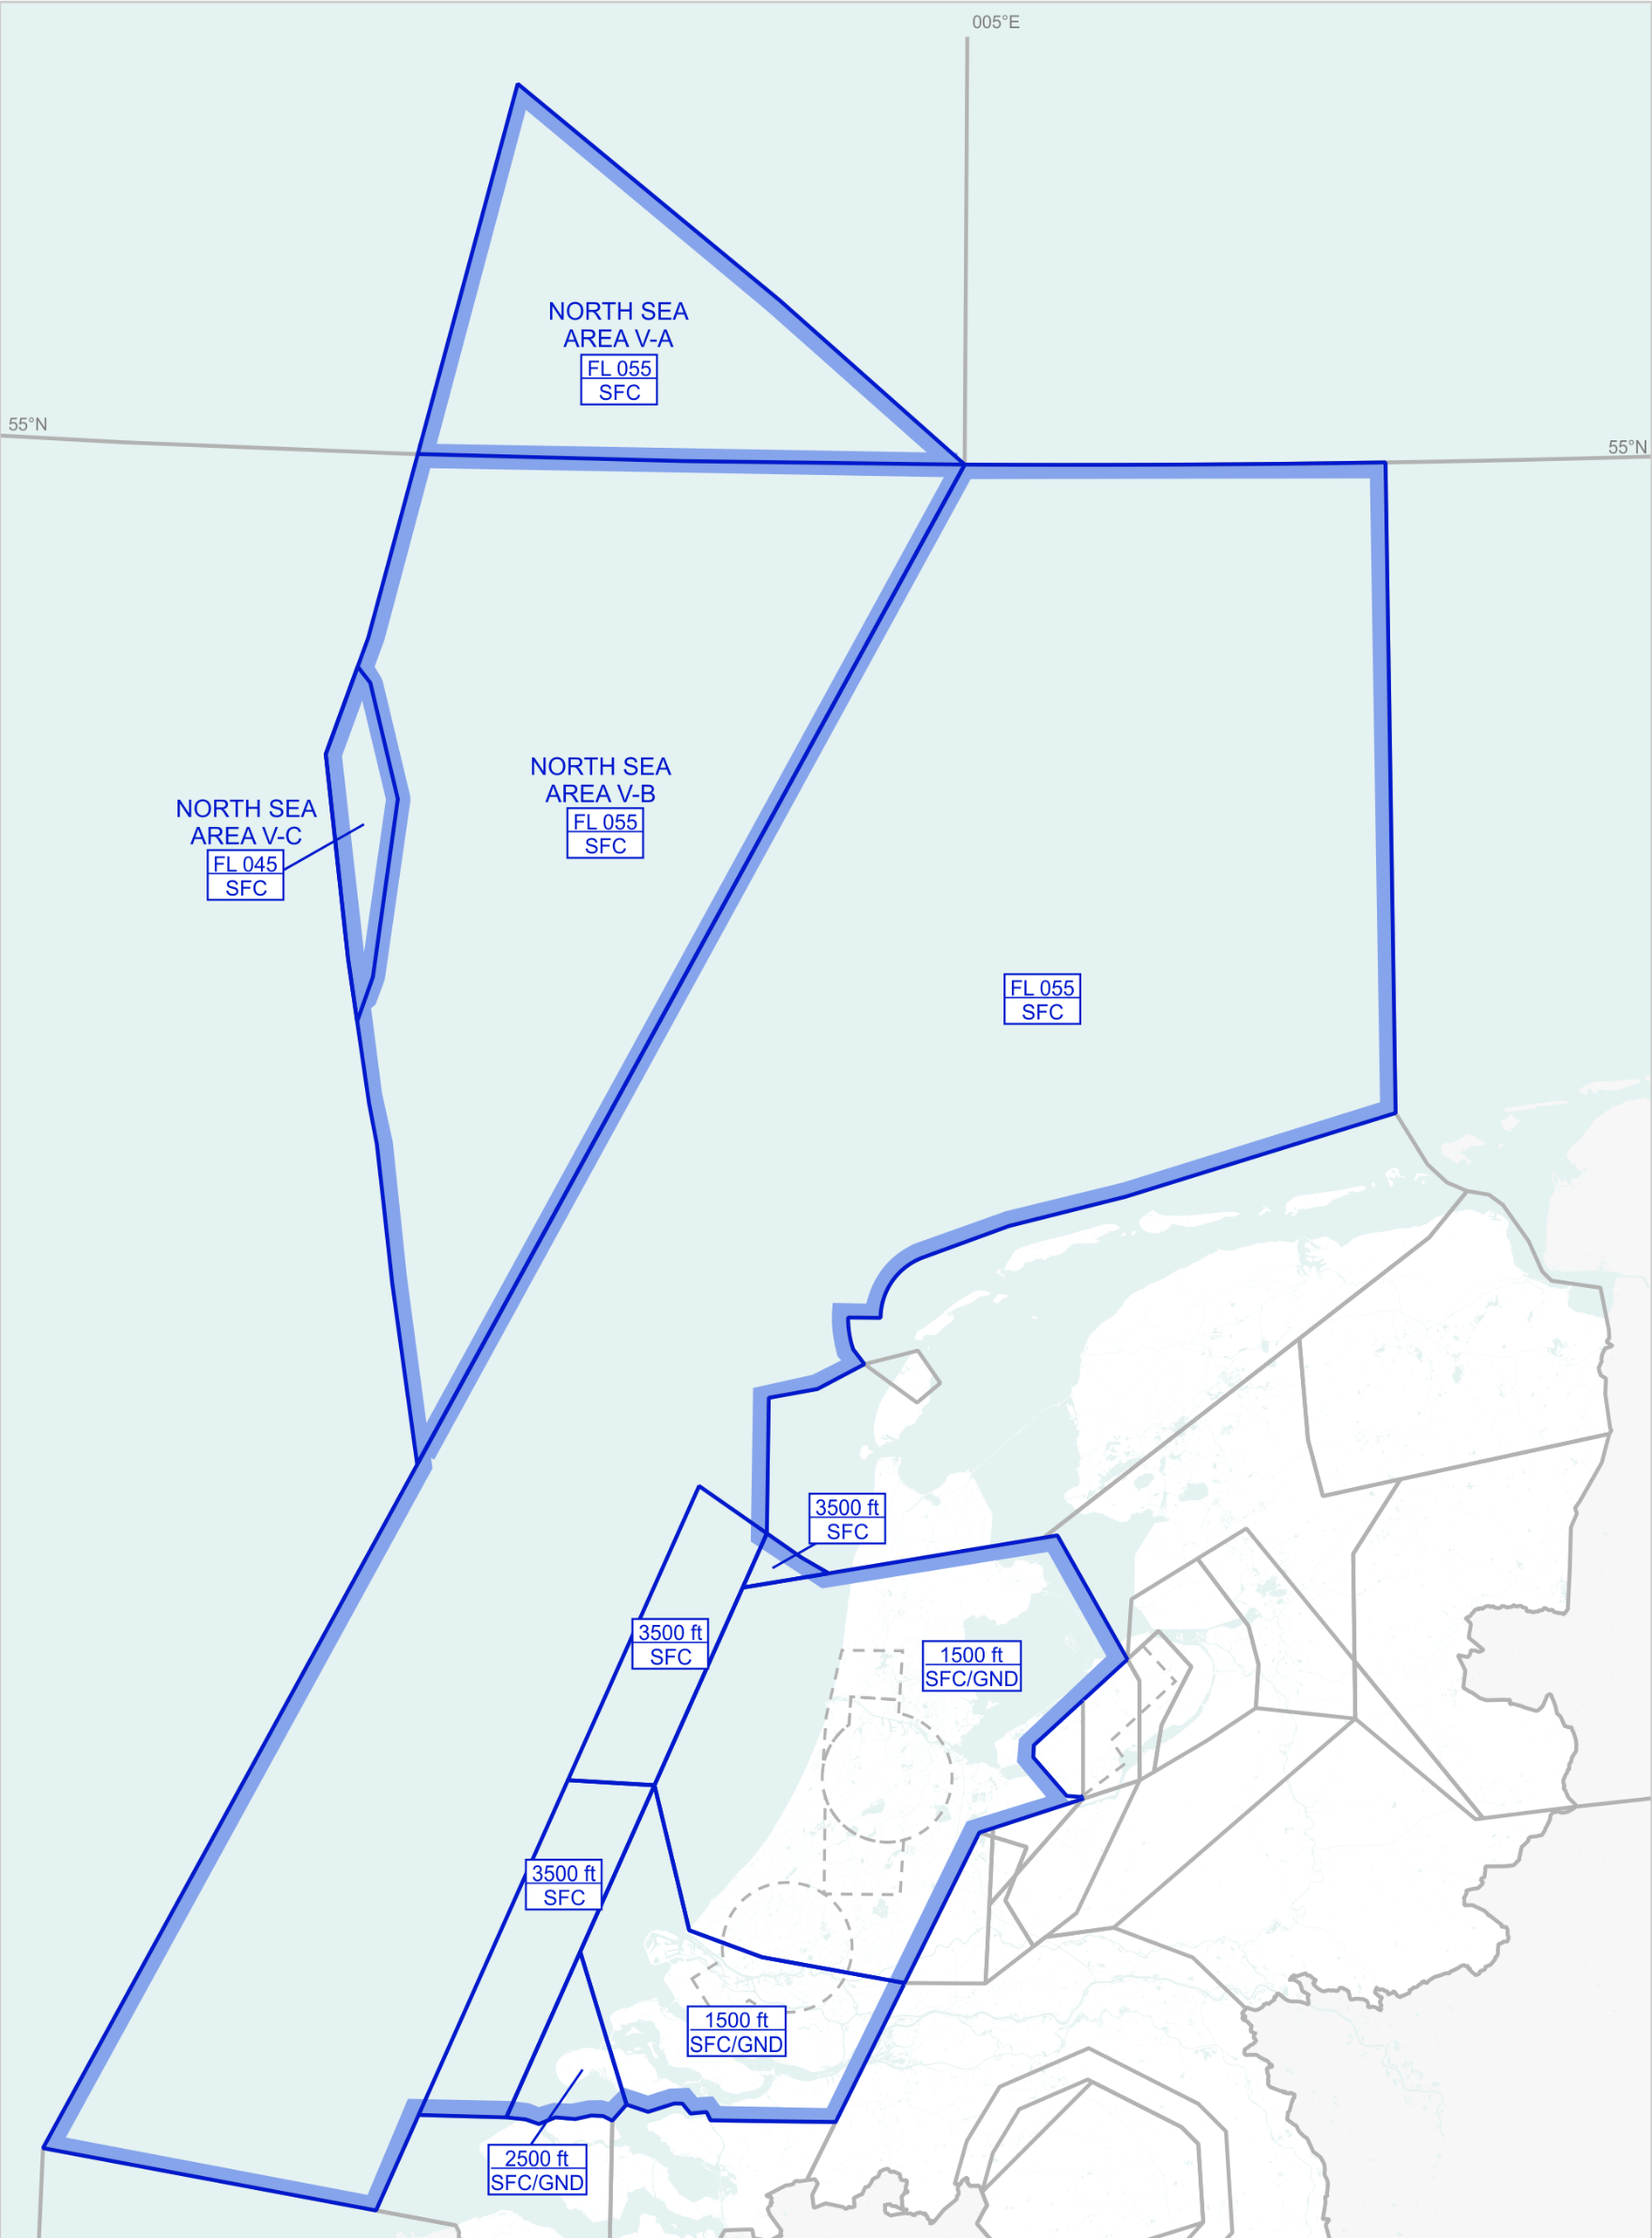 005°E
NORTH SEA
AREA V-A
FL 055
SFC
55°N
55°N
NORTH SEA
AREA V-B
FL 055
SFC
NORTH SEA
AREA V-C
FL 045
SFC
FL 055
SFC
3500 ft
SFC
3500 ft
SFC
1500 ft
SFC/GND
3500 ft
SFC
1500 ft
SFC/GND
2500 ft
SFC/GND